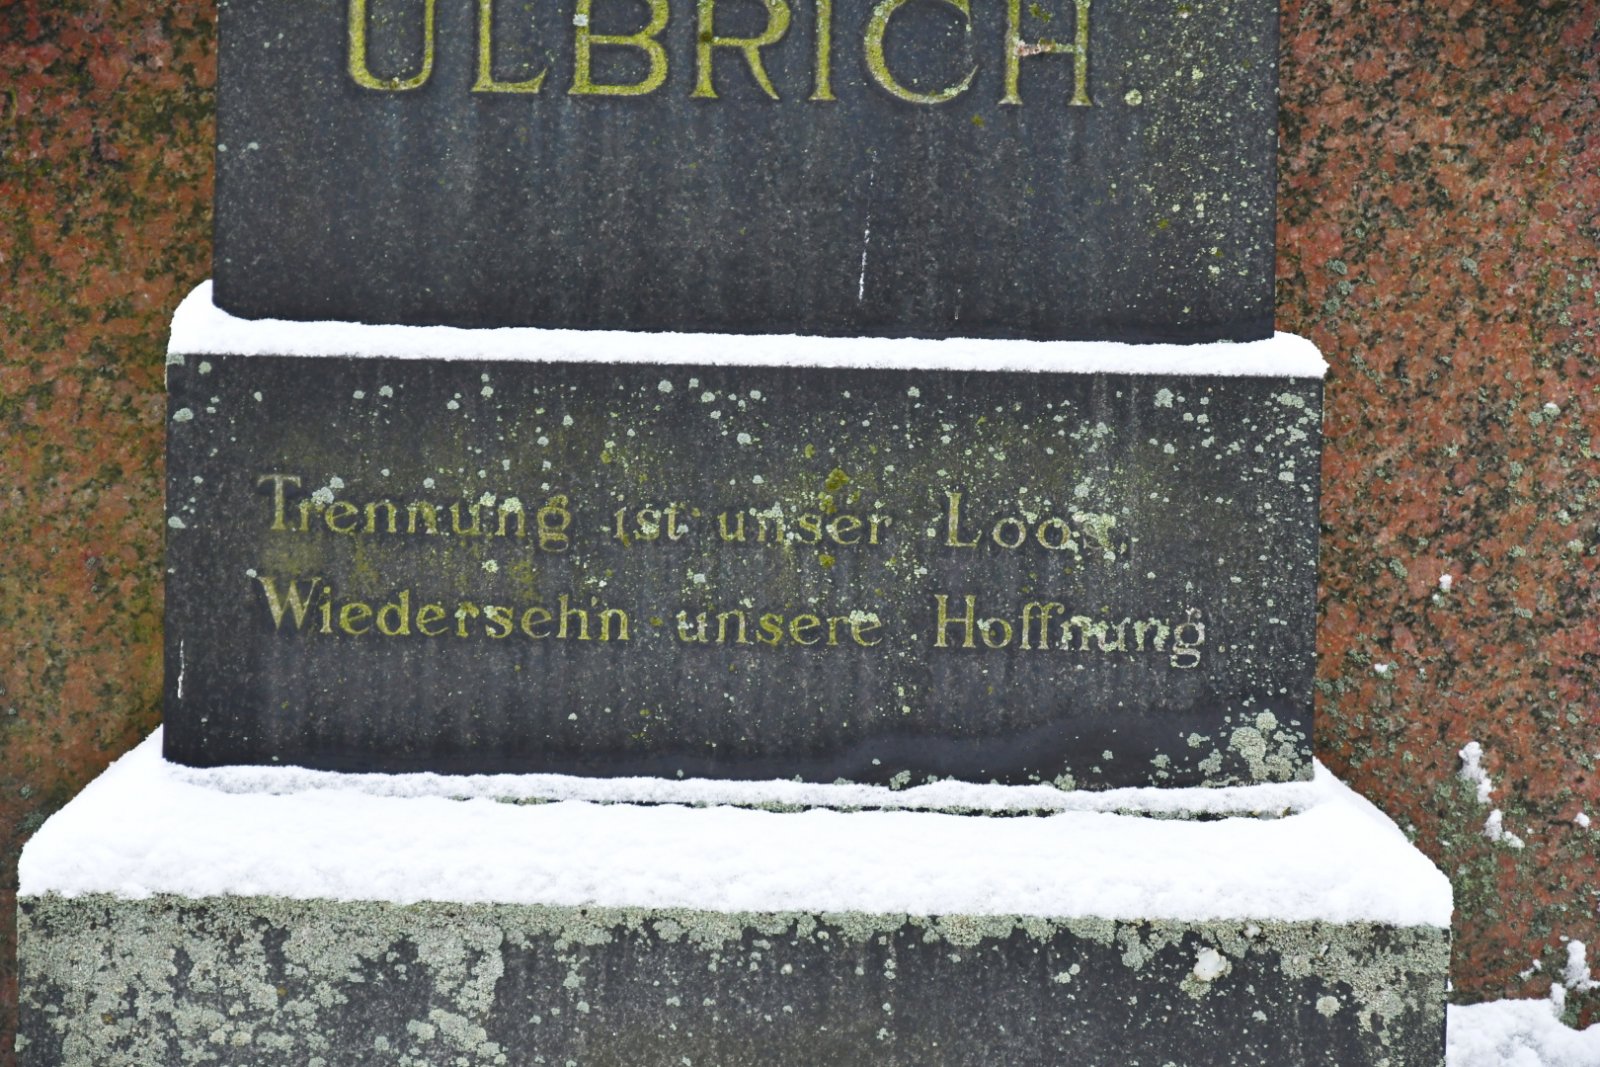 ULBRICH.
Trennung ist unser Loos,
Wiederseh'n unsere Hoffnung.